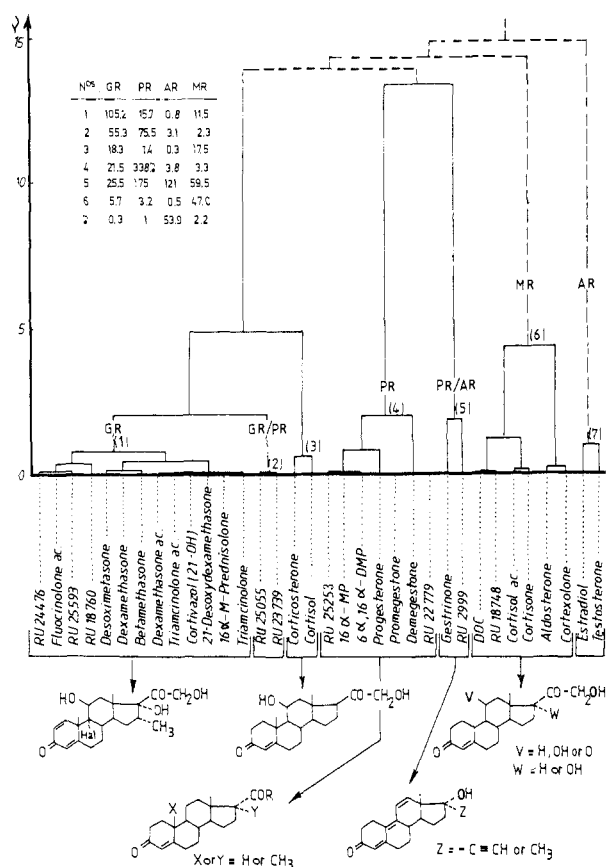 15
10
5
0
Nos GR PR AR MR
1 105,2 15,7 0,8 11,5
2 55,3 75,5 3,1 2,3
3 18,3 1,4 0,3 17,5
4 21,5 338,2 3,8 3,3
5 25,5 175 121 59,5
6 5,7 3,2 0,5 47,0
0,3 1 53,9 2,2
MR
AR
(6)
PR
(4)
PR/AR
(5)
GR
(1)
GR/PR
(2)
(3)
(7)
RU 24476
Fluocinolone ac.
RU 25593
RU 18760
Desoximetasone
Dexamethasone
Betamethasone
Dexamethasone ac.
Triamcinolone ac.
Cortivazol (21-OH)
21-Desoxydexamethasone
16α-M-Prednisolone
Triamcinolone
RU 25055
RU 23739
Corticosterone
Cortisol
RU 25253
16α-MP
6α,16α-DMP
Progesterone
Promegestone
Demegestone
RU 22779
Gestrinone
RU 2999
DOC
RU 18748
Cortisol ac
Cortisone
Aldosterone
Cortexolone
Estradiol
Testosterone
HO
CO-CH2OH
OH
Hal
CH3
O
HO
CO-CH2OH
O
V
CO-CH2OH
W
O
V = H, OH or O
W = H or OH
X
COR
Y
O
X or Y = H or CH3
OH
Z
O
Z = -C≡CH or CH3